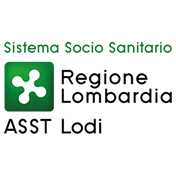 Sistema Socio Sanitario
Regione
Lombardia
ASST Lodi